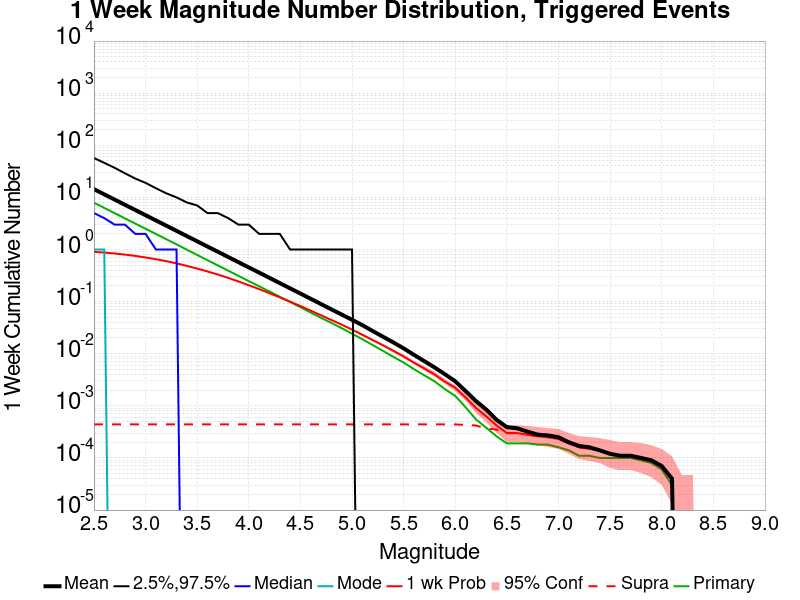 1 Week Magnitude Number Distribution, Triggered Events
1 Week Cumulative Number
10^4
10^3
10^2
10^1
10^0
10^-1
10^-2
10^-3
10^-4
10^-5
2.5 3.0 3.5 4.0 4.5 5.0 5.5 6.0 6.5 7.0 7.5 8.0 8.5 9.0
Magnitude
Mean 2.5%,97.5% Median Mode 1 wk Prob 95% Conf Supra Primary